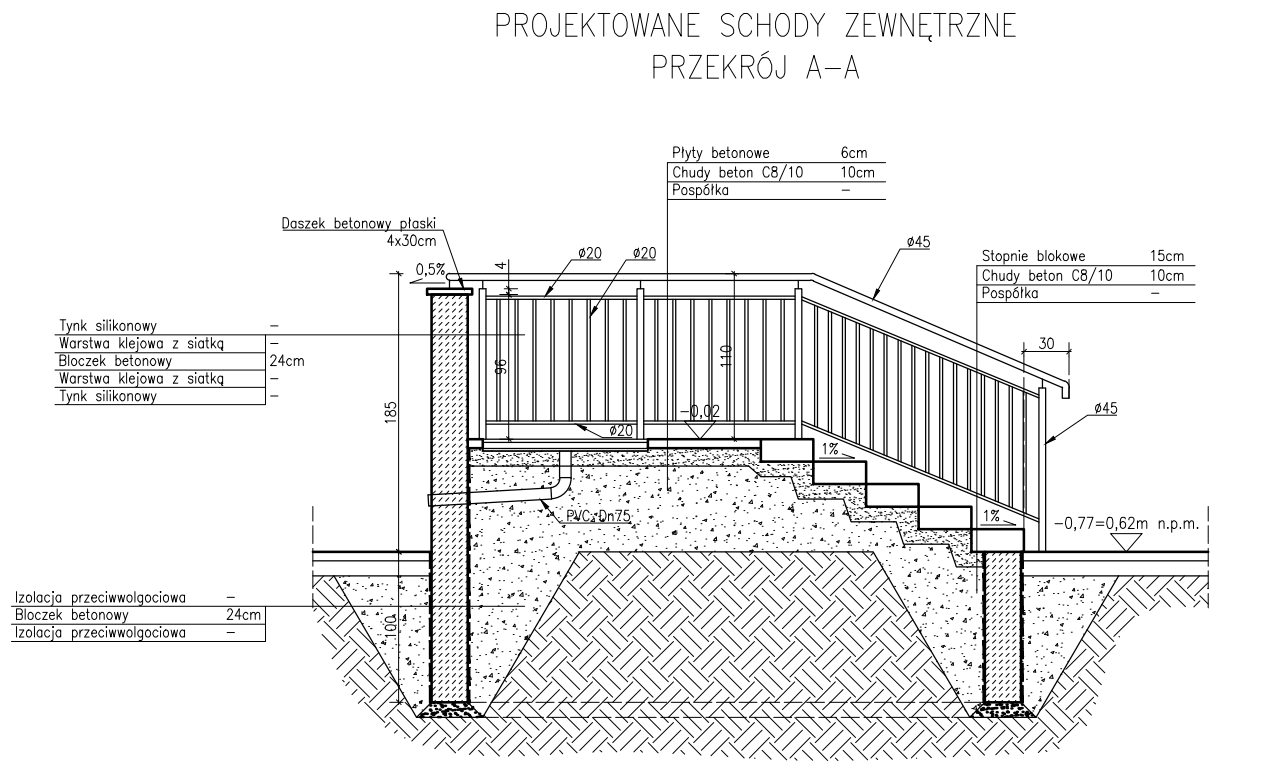 PROJEKTOWANE SCHODY ZEWNĘTRZNE
PRZEKRÓJ A-A
Płyty betonowe 6cm
Chudy beton C8/10 10cm
Pospółka -
Daszek betonowy płaski
4x30cm
0,5%
4
ø20
ø20
ø45
Stopnie blokowe 15cm
Chudy beton C8/10 10cm
Pospółka -
Tynk silikonowy -
Warstwa klejowa z siatką -
Bloczek betonowy 24cm
Warstwa klejowa z siatką -
Tynk silikonowy -
30
96
110
185
-0,02
ø45
ø20
1%
PVC Dn75
1%
-0,77=0,62m n.p.m.
Izolacja przeciwwolgociowa -
Bloczek betonowy 24cm
Izolacja przeciwwolgociowa -
100